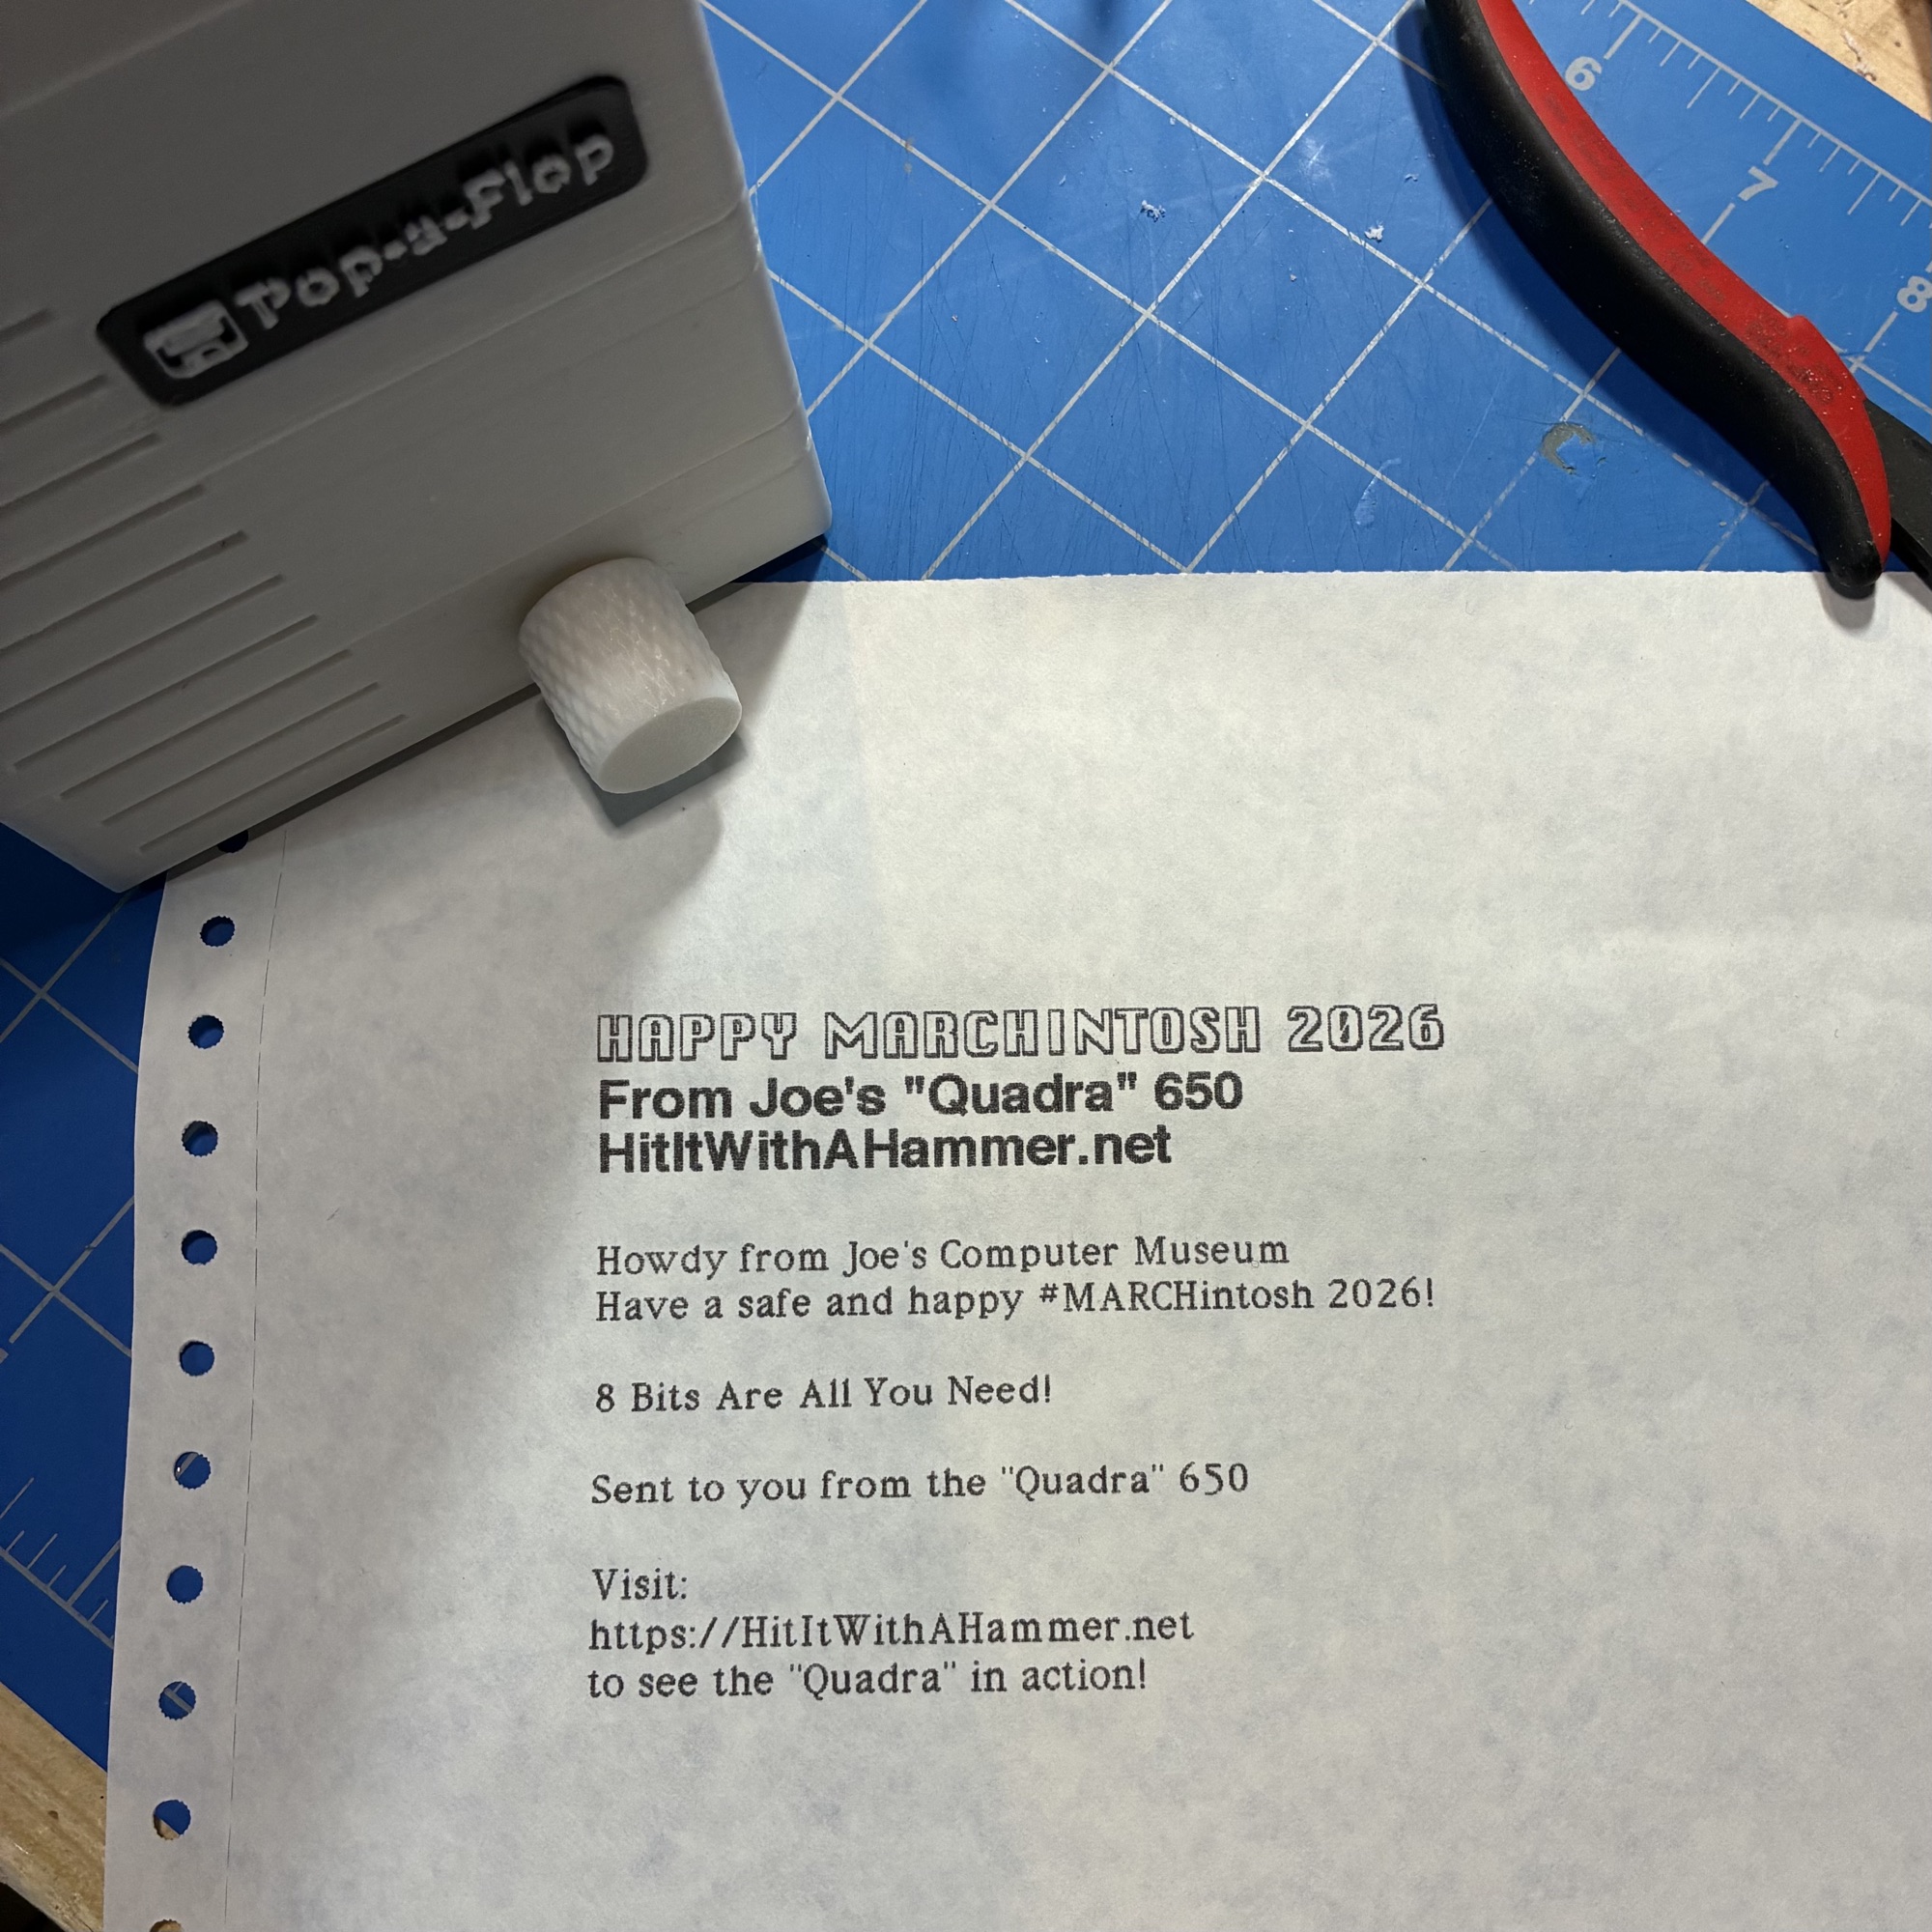 Pop-a-Flop
6
7
8
HAPPY MARCHINTOSH 2026
From Joe's "Quadra" 650
HitItWithAHammer.net
Howdy from Joe's Computer Museum
Have a safe and happy #MARCHintosh 2026!
8 Bits Are All You Need!
Sent to you from the "Quadra" 650
Visit:
https://HitItWithAHammer.net
to see the "Quadra" in action!